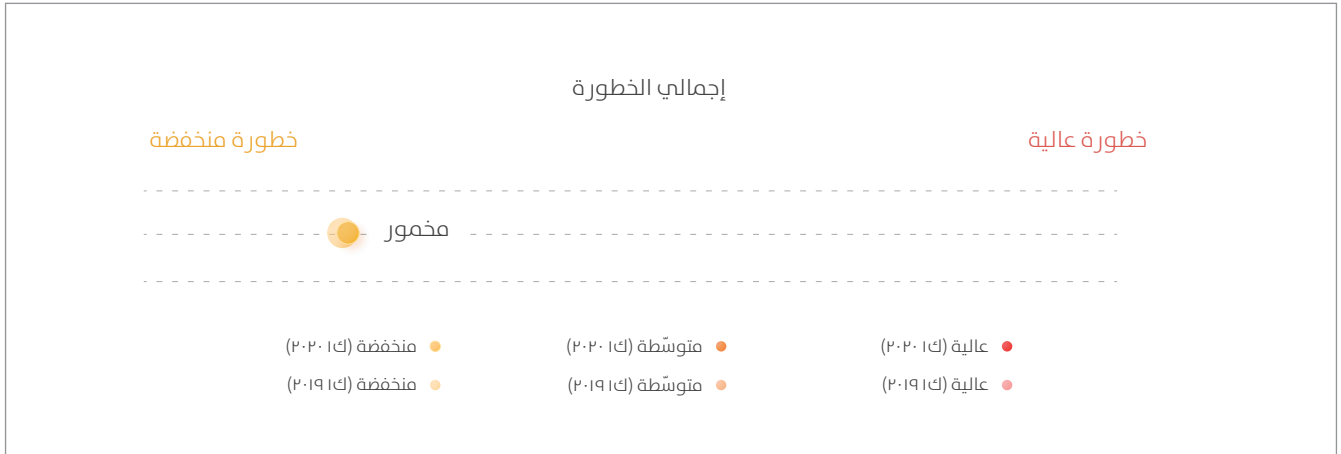 إجمالي الخطورة
خطورة عالية
خطورة منخفضة
مخمور
عالية (ك١ ٢٠٢٠)
متوسّطة (ك١ ٢٠٢٠)
منخفضة (ك١ ٢٠٢٠)
عالية (ك١ ٢٠١٩)
متوسّطة (ك١ ٢٠١٩)
منخفضة (ك١ ٢٠١٩)